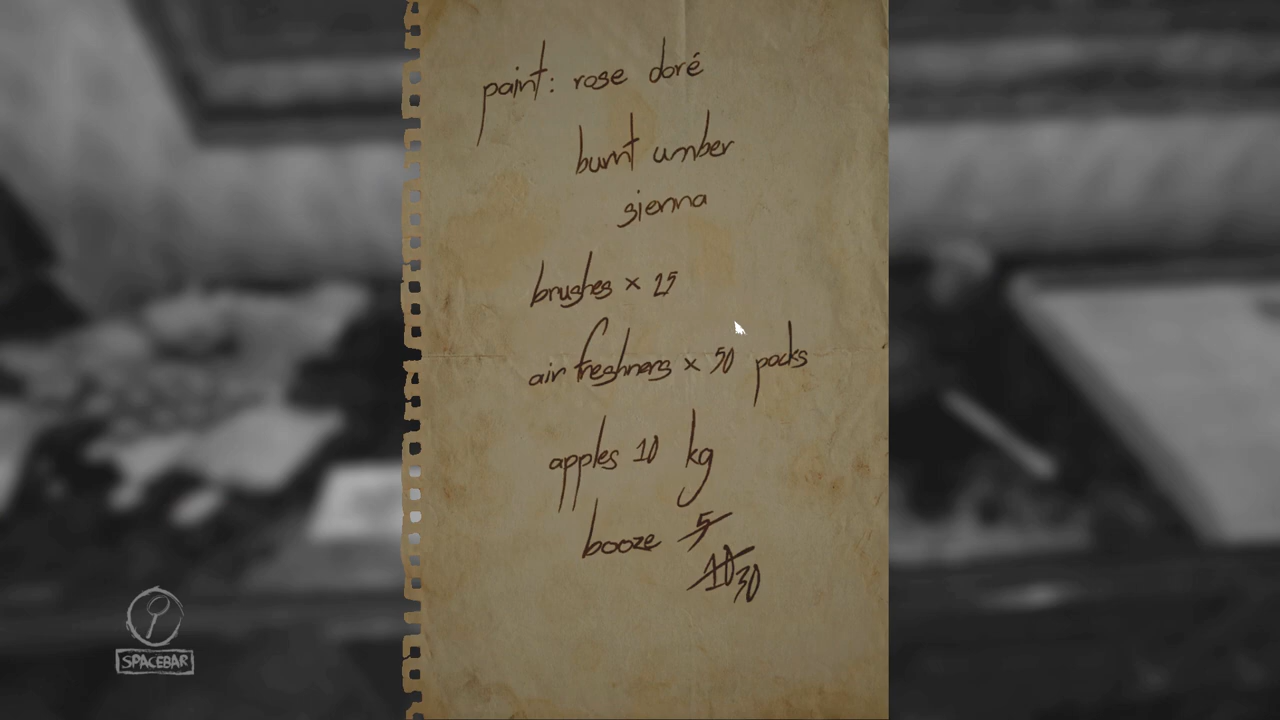 paint: rose doré
burnt umber
sienna
brushes x 25
air freshners x 50 packs
apples 10 kg
booze 5
10 30
SPACEBAR